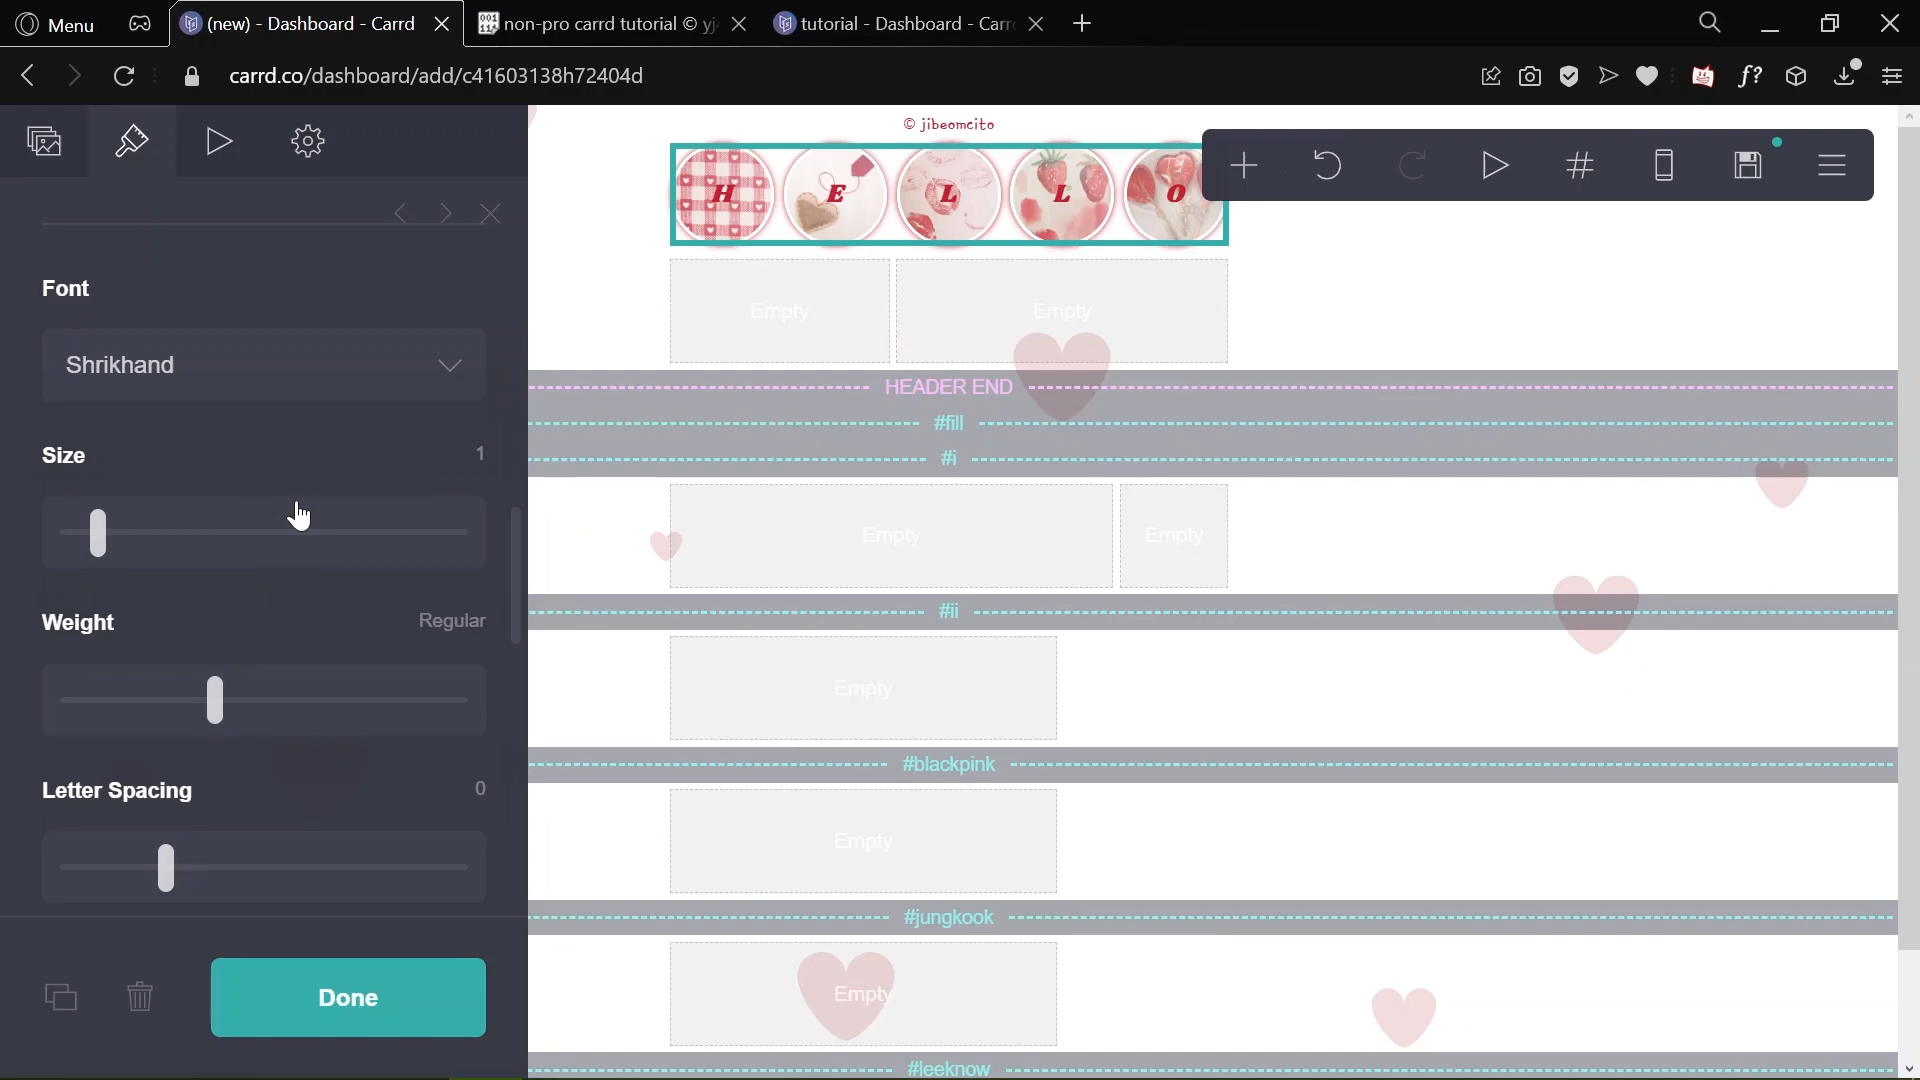 Menu
(new) - Dashboard - Carrd
non-pro carrd tutorial © yj
tutorial - Dashboard - Carr
carrd.co/dashboard/add/c41603138h72404d
© jibeomcito
H E L L O
Font
Shrikhand
Size 1
Weight Regular
Letter Spacing 0
Done
Empty Empty
HEADER END
#fill
#i
Empty Empty
#ii
Empty
#blackpink
Empty
#jungkook
Empty
#leeknow